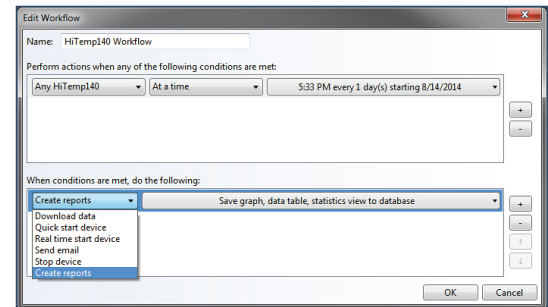 Edit Workflow
Name: HiTemp140 Workflow
Perform actions when any of the following conditions are met:
Any HiTemp140 At a time 5:33 PM every 1 day(s) starting 8/14/2014
+
-
When conditions are met, do the following:
Create reports Save graph, data table, statistics view to database
+
-
Download data
Quick start device
Real time start device
Send email
Stop device
Create reports
OK Cancel